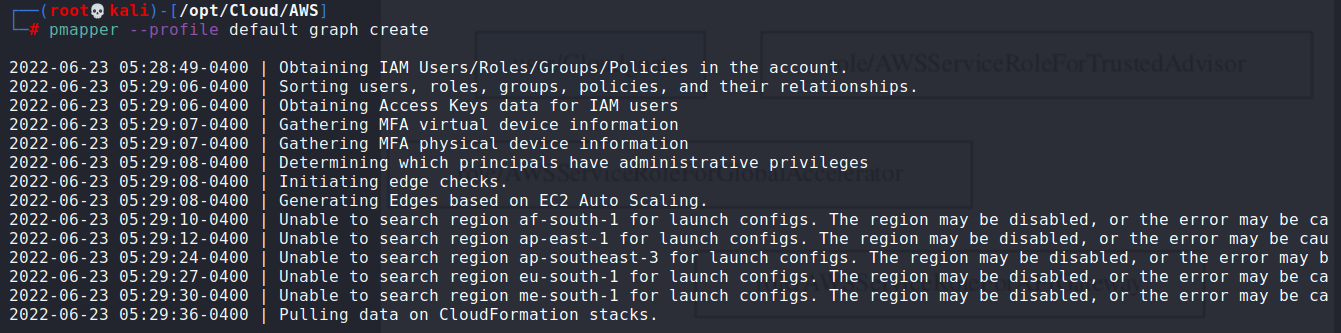 (root💀kali)-[/opt/Cloud/AWS]
# pmapper --profile default graph create
2022-06-23 05:28:49-0400 | Obtaining IAM Users/Roles/Groups/Policies in the account.
2022-06-23 05:29:06-0400 | Sorting users, roles, groups, policies, and their relationships.
2022-06-23 05:29:06-0400 | Obtaining Access Keys data for IAM users
2022-06-23 05:29:07-0400 | Gathering MFA virtual device information
2022-06-23 05:29:07-0400 | Gathering MFA physical device information
2022-06-23 05:29:08-0400 | Determining which principals have administrative privileges
2022-06-23 05:29:08-0400 | Initiating edge checks.
2022-06-23 05:29:08-0400 | Generating Edges based on EC2 Auto Scaling.
2022-06-23 05:29:10-0400 | Unable to search region af-south-1 for launch configs. The region may be disabled, or the error may be ca
2022-06-23 05:29:12-0400 | Unable to search region ap-east-1 for launch configs. The region may be disabled, or the error may be cau
2022-06-23 05:29:24-0400 | Unable to search region ap-southeast-3 for launch configs. The region may be disabled, or the error may b
2022-06-23 05:29:27-0400 | Unable to search region eu-south-1 for launch configs. The region may be disabled, or the error may be ca
2022-06-23 05:29:30-0400 | Unable to search region me-south-1 for launch configs. The region may be disabled, or the error may be ca
2022-06-23 05:29:36-0400 | Pulling data on CloudFormation stacks.
/AWSServiceRoleForTrustedAdvisor
/AWSServiceRoleForGlobalAccelerator